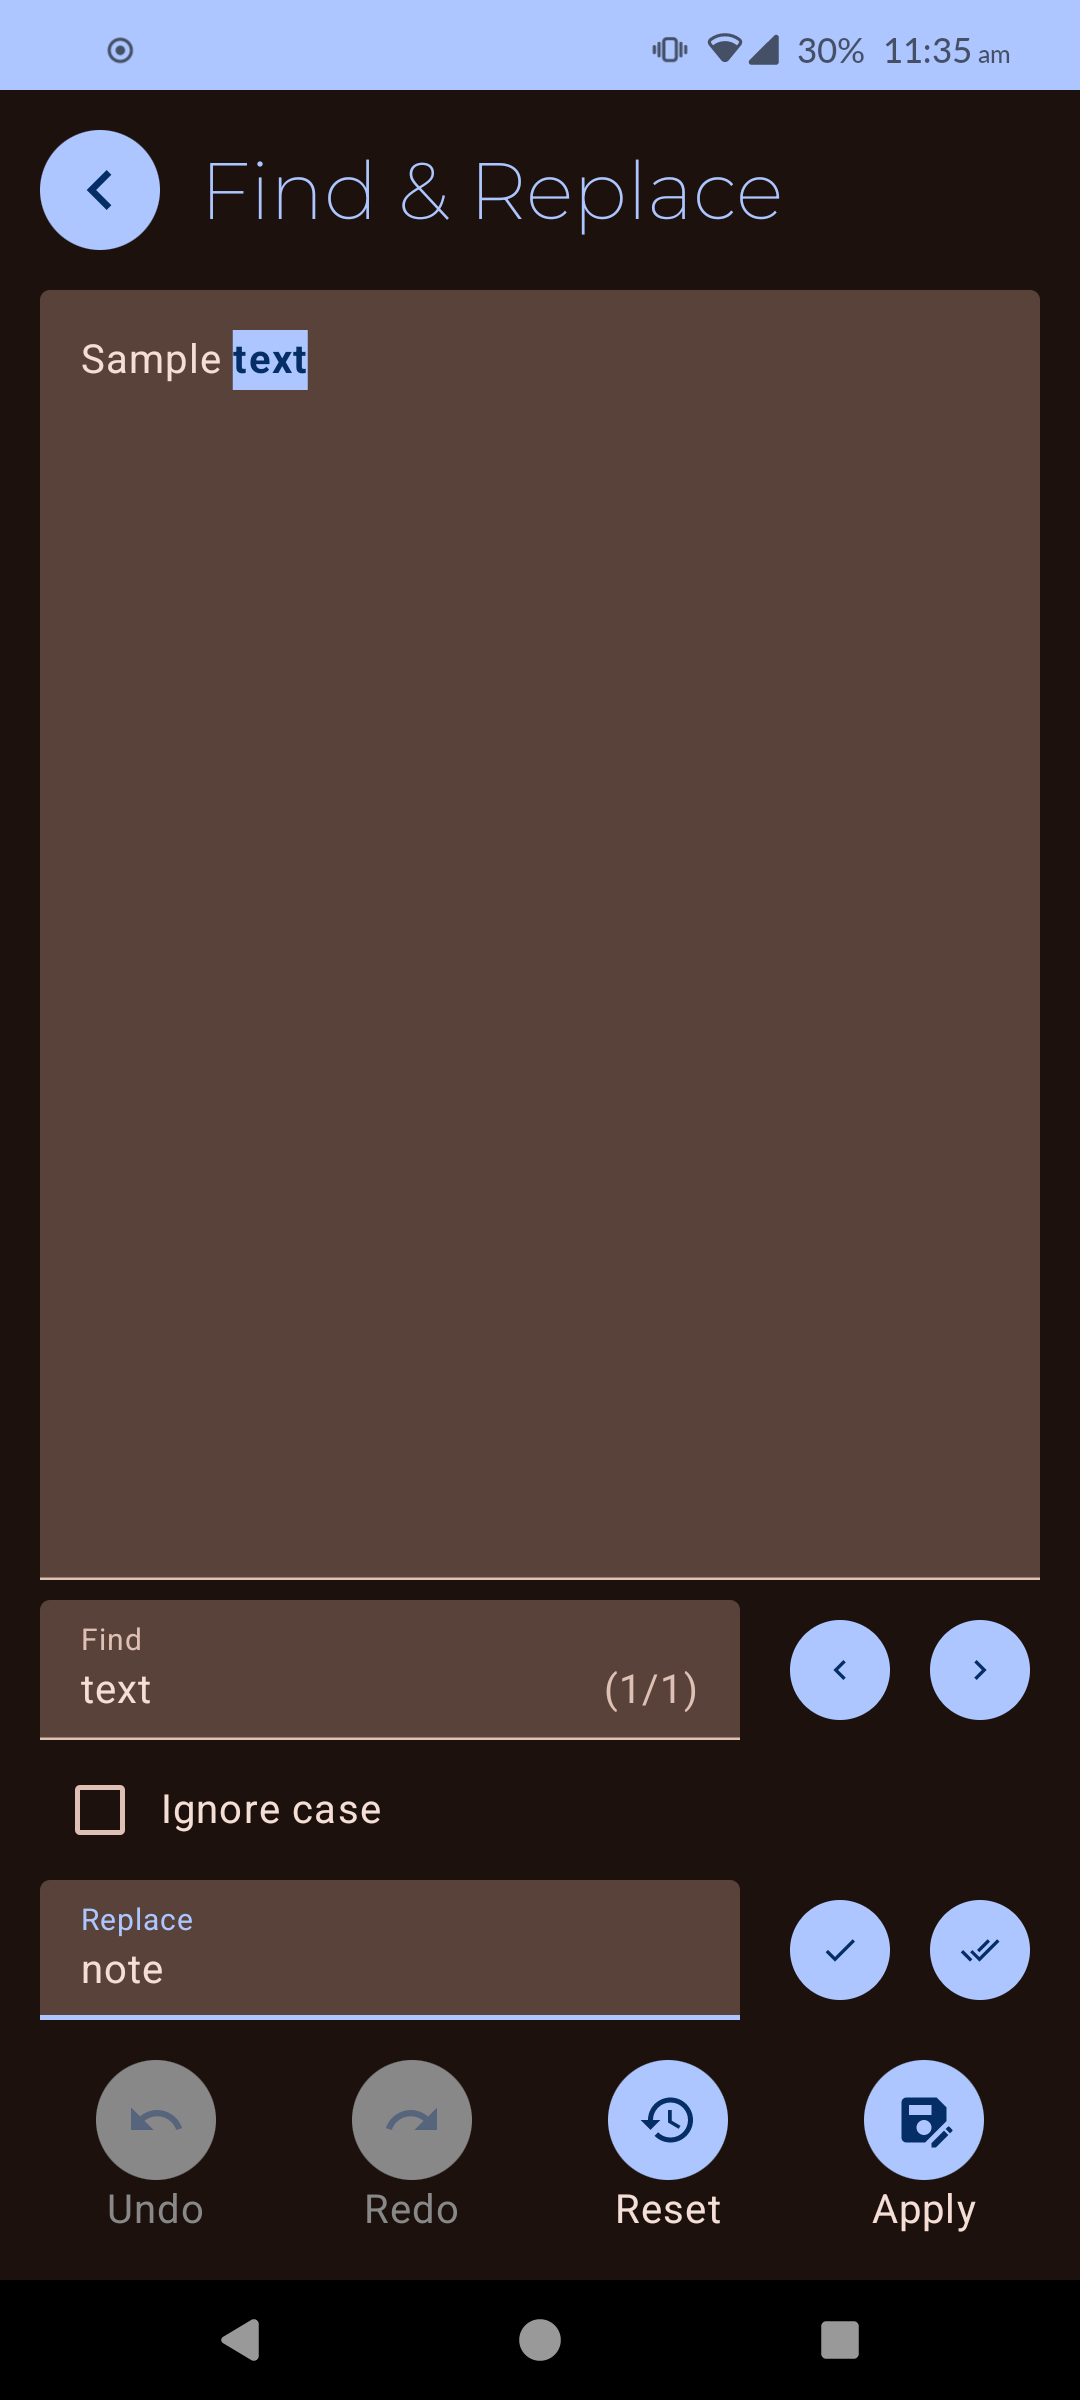 30% 11:35 am
Find & Replace
Sample text
Find
text (1/1)
Ignore case
Replace
note
Undo Redo Reset Apply